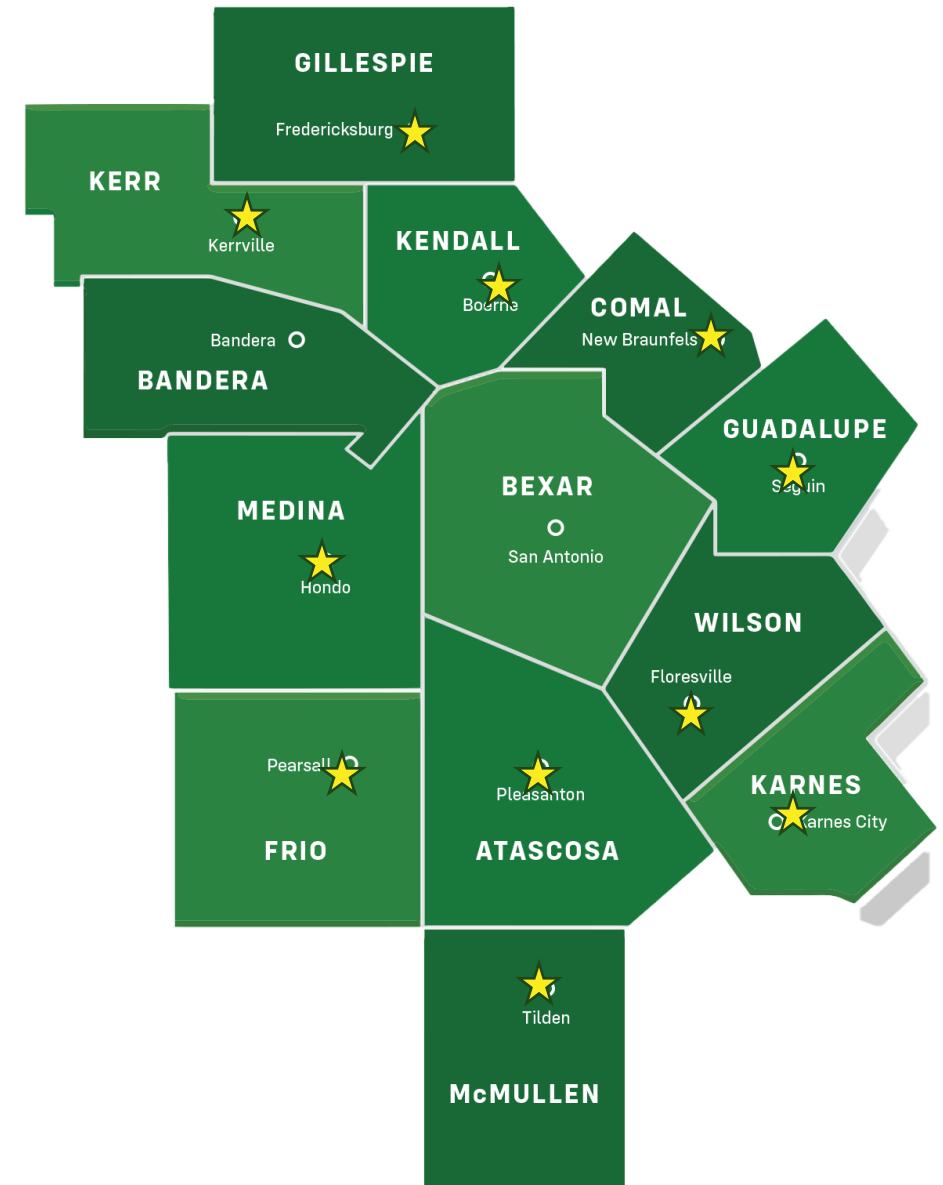 GILLESPIE
Fredericksburg
KERR
Kerrville
KENDALL
Boerne
COMAL
New Braunfels
Bandera
BANDERA
GUADALUPE
Seguin
BEXAR
San Antonio
MEDINA
Hondo
WILSON
Floresville
Pearsall
FRIO
Pleasanton
ATASCOSA
KARNES
Karnes City
Tilden
McMULLEN